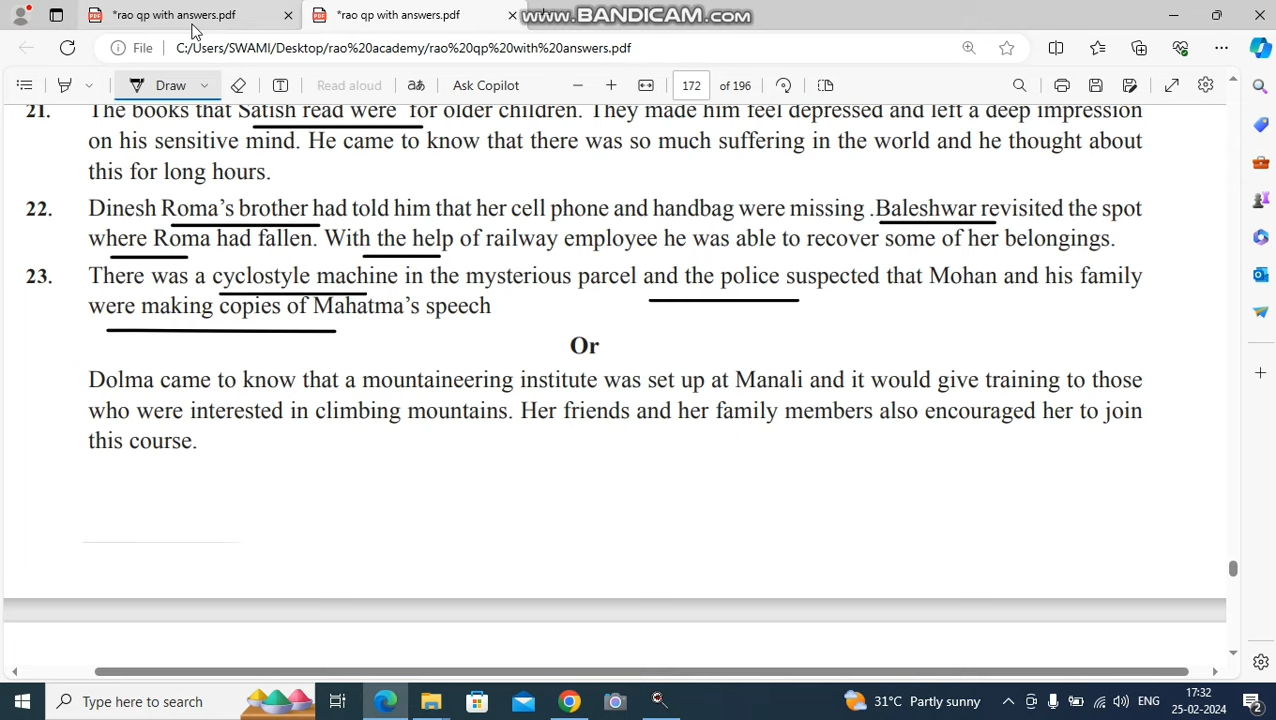 *rao qp with answers.pdf
*rao qp with answers.pdf
www.BANDICAM.com
File
C:/Users/SWAMI/Desktop/rao%20academy/rao%20qp%20with%20answers.pdf
Draw
Read aloud
aあ
Ask Copilot
172 of 196
21. The books that Satish read were for older children. They made him feel depressed and left a deep impression
on his sensitive mind. He came to know that there was so much suffering in the world and he thought about
this for long hours.
22. Dinesh Roma's brother had told him that her cell phone and handbag were missing .Baleshwar revisited the spot
where Roma had fallen. With the help of railway employee he was able to recover some of her belongings.
23. There was a cyclostyle machine in the mysterious parcel and the police suspected that Mohan and his family
were making copies of Mahatma's speech
Or
Dolma came to know that a mountaineering institute was set up at Manali and it would give training to those
who were interested in climbing mountains. Her friends and her family members also encouraged her to join
this course.
Type here to search
31°C Partly sunny
ENG
17:32
25-02-2024
2